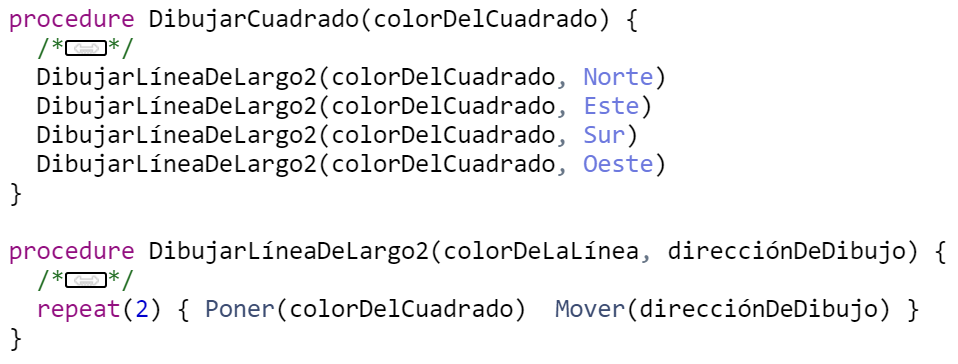 procedure DibujarCuadrado(colorDelCuadrado) {
/**/
DibujarLíneaDeLargo2(colorDelCuadrado, Norte)
DibujarLíneaDeLargo2(colorDelCuadrado, Este)
DibujarLíneaDeLargo2(colorDelCuadrado, Sur)
DibujarLíneaDeLargo2(colorDelCuadrado, Oeste)
}
procedure DibujarLíneaDeLargo2(colorDeLaLínea, direcciónDeDibujo) {
/**/
repeat(2) { Poner(colorDelCuadrado)  Mover(direcciónDeDibujo) }
}